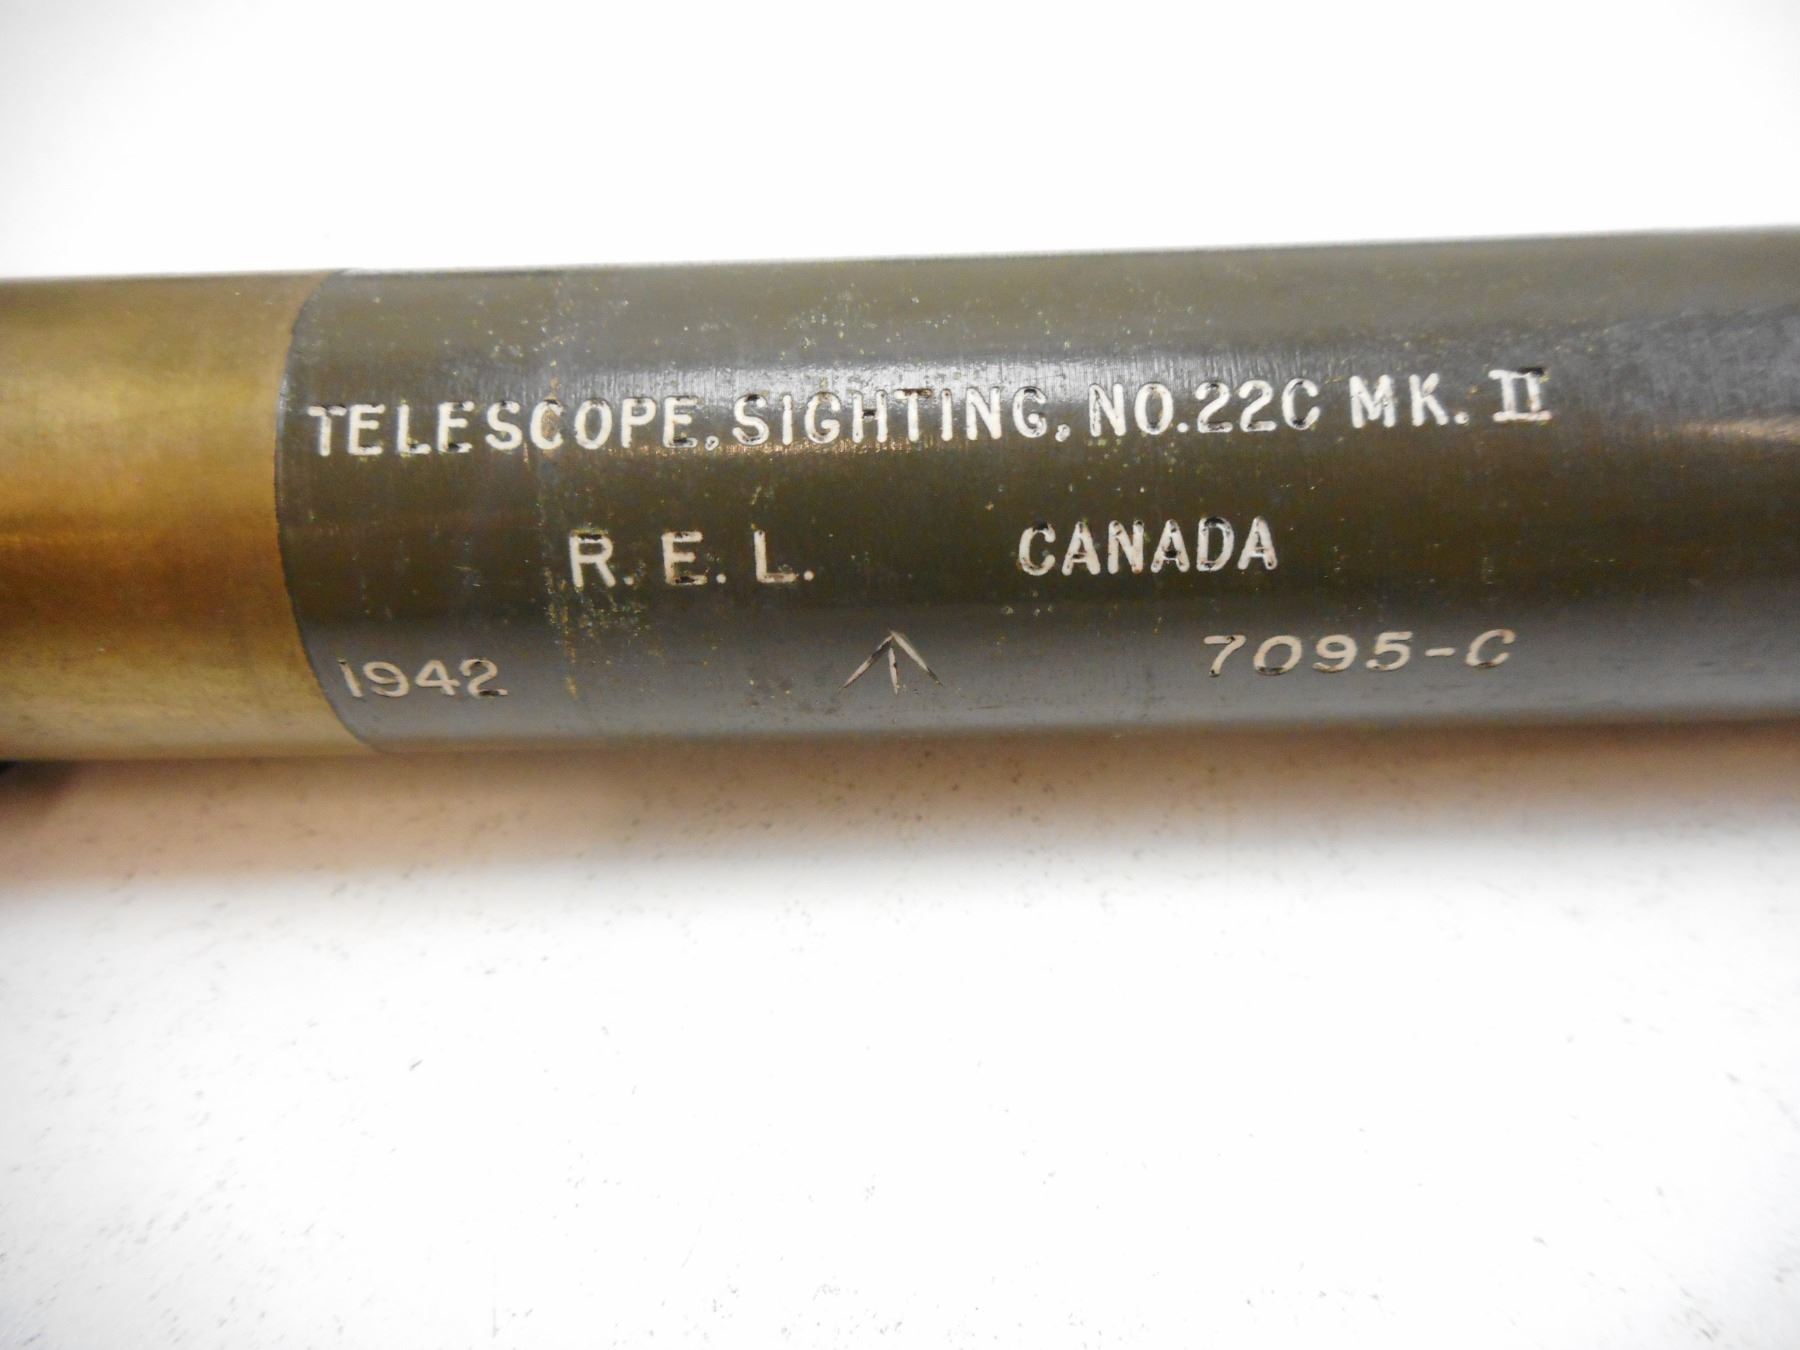 TELESCOPE, SIGHTING, NO.22C MK. II
R.E.L. CANADA
1942 7095-C